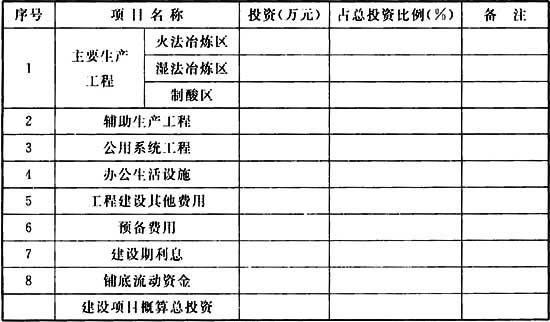 序号 项目名称 投资(万元) 占总投资比例(%) 备注
1 主要生产工程 火法冶炼区
湿法冶炼区
制酸区
2 辅助生产工程
3 公用系统工程
4 办公生活设施
5 工程建设其他费用
6 预备费用
7 建设期利息
8 铺底流动资金
建设项目概算总投资